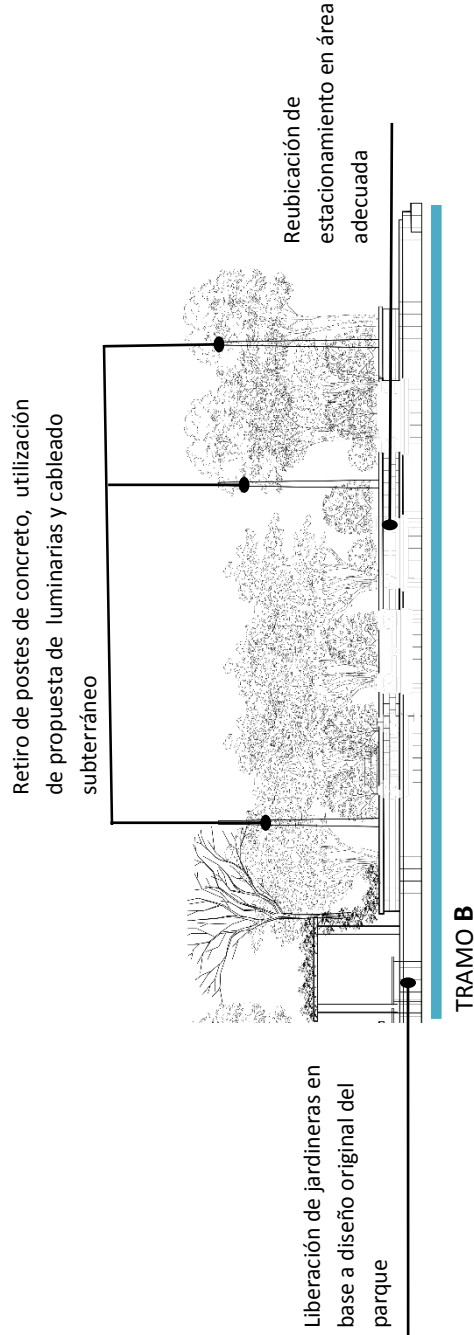 Retiro de postes de concreto, utilización
de propuesta de luminarias y cableado
subterráneo
Reubicación de
estacionamiento en área
adecuada
Liberación de jardineras en
base a diseño original del
parque
TRAMO B